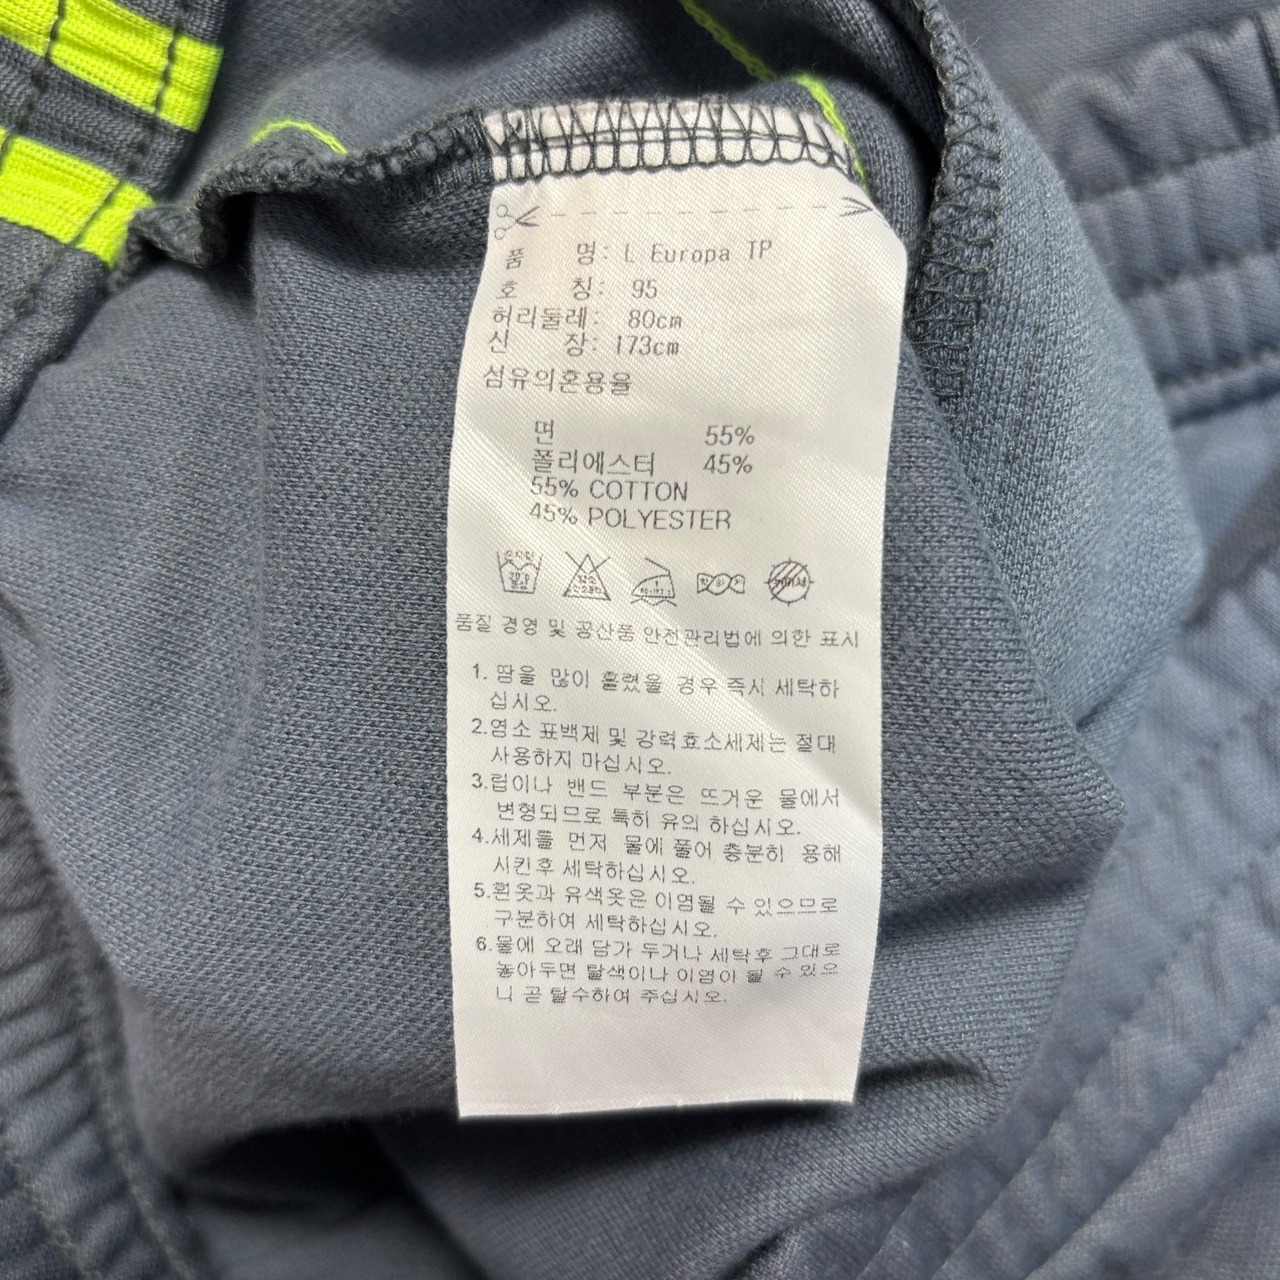 품 명: L Europa TP
호 칭: 95
허리둘레: 80cm
신 장: 173cm
섬유의혼용율
면 55%
폴리에스터 45%
55% COTTON
45% POLYESTER
품질 경영 및 공산품 안전관리법에 의한 표시
1. 땀을 많이 흘렸을 경우 즉시 세탁하
십시오.
2.염소 표백제 및 강력효소세제는 절대
사용하지 마십시오.
3.립이나 밴드 부분은 뜨거운 물에서
변형되므로 특히 유의 하십시오.
4.세제를 먼저 물에 풀어 충분히 용해
시킨후 세탁하십시오.
5.흰옷과 유색옷은 이염될 수 있으므로
구분하여 세탁하십시오.
6.물에 오래 담가 두거나 세탁후 그대로
놓아두면 탈색이나 이염이 될 수 있으
니 곧 탈수하여 주십시오.